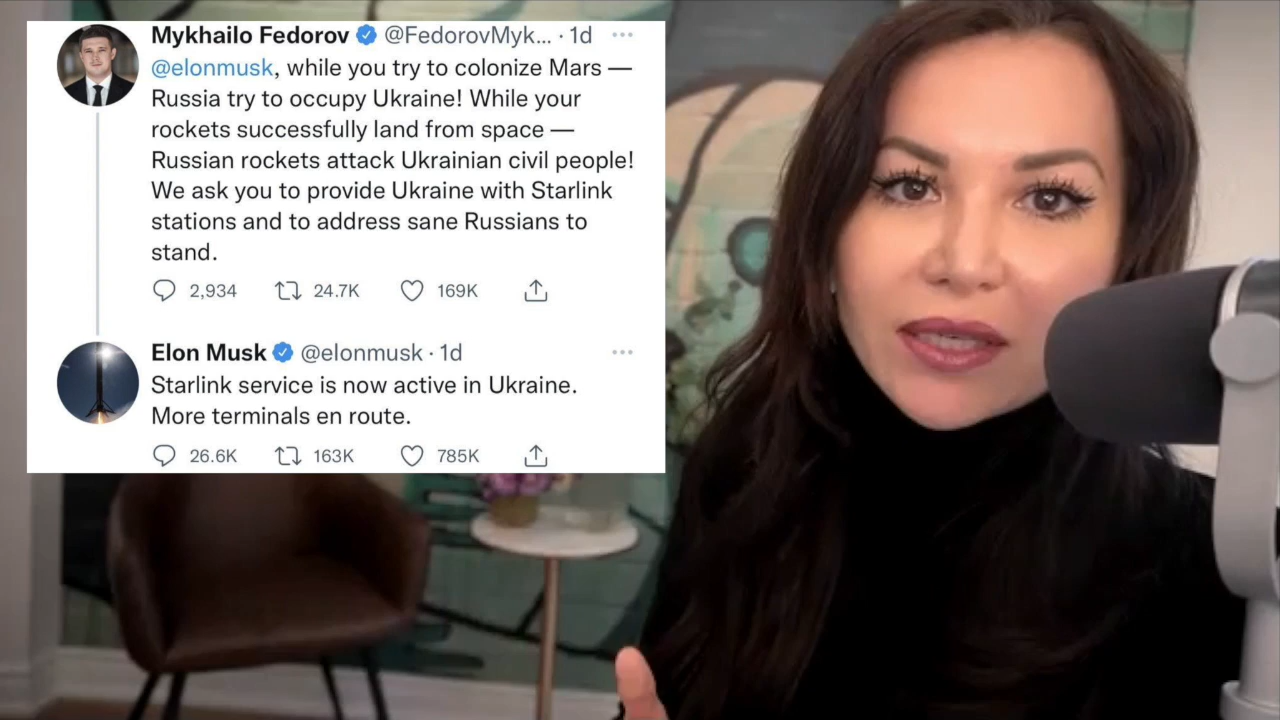 Mykhailo Fedorov @FedorovMyk... · 1d
@elonmusk, while you try to colonize Mars —
Russia try to occupy Ukraine! While your
rockets successfully land from space —
Russian rockets attack Ukrainian civil people!
We ask you to provide Ukraine with Starlink
stations and to address sane Russians to
stand.
2,934 24.7K 169K
Elon Musk @elonmusk · 1d
Starlink service is now active in Ukraine.
More terminals en route.
26.6K 163K 785K